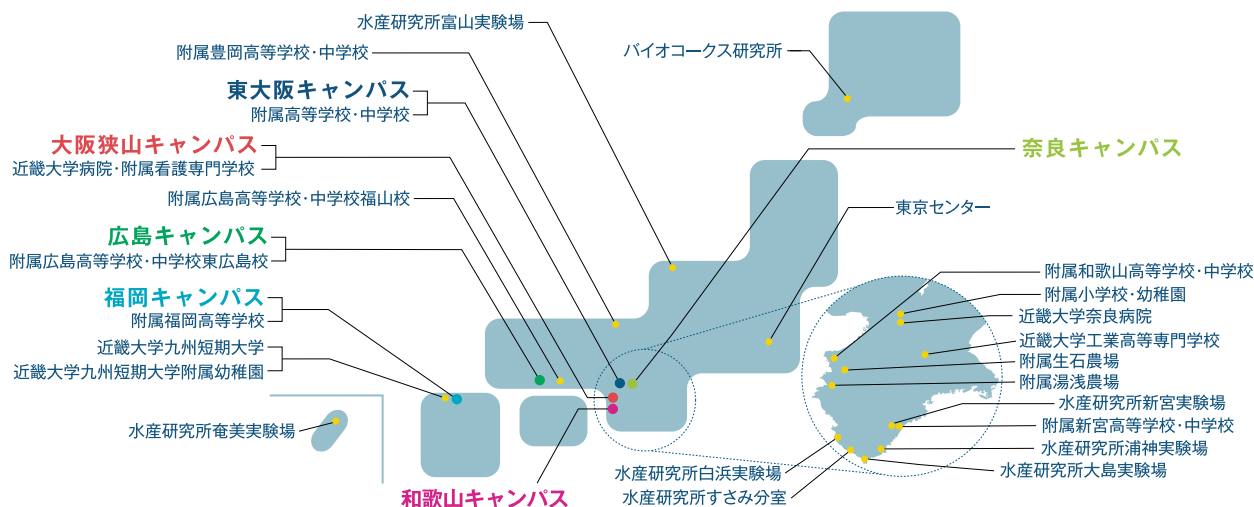 水産研究所富山実験場
附属豊岡高等学校・中学校
東大阪キャンパス
附属高等学校・中学校
大阪狭山キャンパス
近畿大学病院・附属看護専門学校
附属広島高等学校・中学校福山校
広島キャンパス
附属広島高等学校・中学校東広島校
福岡キャンパス
附属福岡高等学校
近畿大学九州短期大学
近畿大学九州短期大学附属幼稚園
水産研究所奄美実験場
和歌山キャンパス
バイオコークス研究所
奈良キャンパス
東京センター
附属和歌山高等学校・中学校
附属小学校・幼稚園
近畿大学奈良病院
近畿大学工業高等専門学校
附属生石農場
附属湯浅農場
水産研究所新宮実験場
附属新宮高等学校・中学校
水産研究所浦神実験場
水産研究所大島実験場
水産研究所白浜実験場
水産研究所すさみ分室